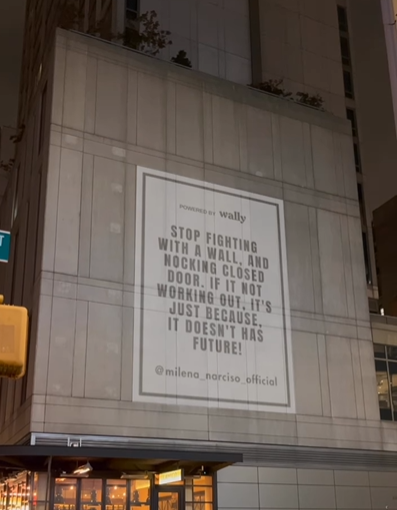 T
POWERED BY wally
STOP FIGHTING
WITH A WALL, AND
NOCKING CLOSED
DOOR. IF IT NOT
WORKING OUT, IT'S
JUST BECAUSE,
IT DOESN'T HAS
FUTURE!
@milena_narciso_official